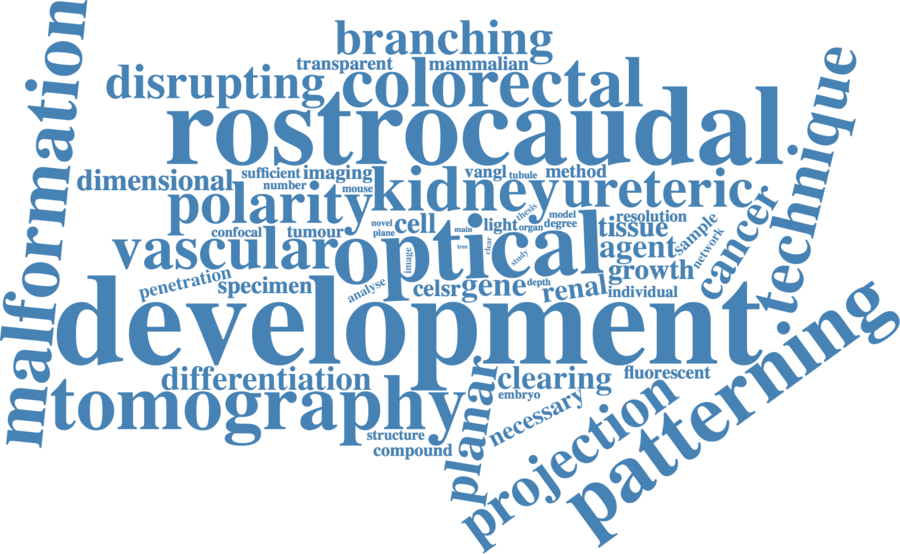 branching
transparent mammalian
disrupting colorectal
rostrocaudal
malformation
technique
dimensional sufficient imaging vangl tubule method
number mouse
polarity kidney ureteric
novel cell main light thesis model resolution
plane organ degree
confocal tumour tissue sample cancer
vascular optical agent network
image tree clear study
penetration growth
specimen analyse celsr gene depth renal individual
development
patterning
differentiation planar clearing fluorescent
tomography embryo
necessary
projection
structure
compound